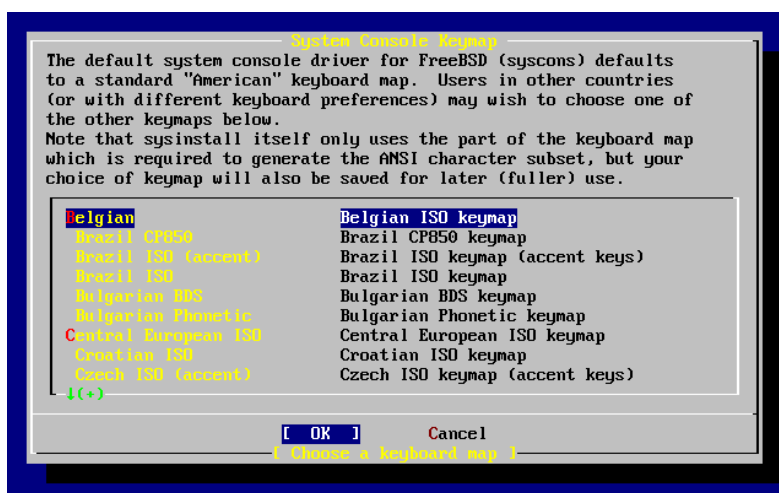 System Console Keymap
The default system console driver for FreeBSD (syscons) defaults
to a standard "American" keyboard map.  Users in other countries
(or with different keyboard preferences) may wish to choose one of
the other keymaps below.
Note that sysinstall itself only uses the part of the keyboard map
which is required to generate the ANSI character subset, but your
choice of keymap will also be saved for later (fuller) use.
Belgian Belgian ISO keymap
Brazil CP850 Brazil CP850 keymap
Brazil ISO (accent) Brazil ISO keymap (accent keys)
Brazil ISO Brazil ISO keymap
Bulgarian BDS Bulgarian BDS keymap
Bulgarian Phonetic Bulgarian Phonetic keymap
Central European ISO Central European ISO keymap
Croatian ISO Croatian ISO keymap
Czech ISO (accent) Czech ISO keymap (accent keys)
↓(+)
[ OK ] Cancel
[ Choose a keyboard map ]